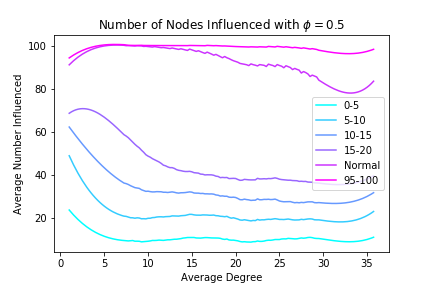 Number of Nodes Influenced with ϕ = 0.5
100
80
60
40
20
Average Number Influenced
0-5
5-10
10-15
15-20
Normal
95-100
0 5 10 15 20 25 30 35
Average Degree